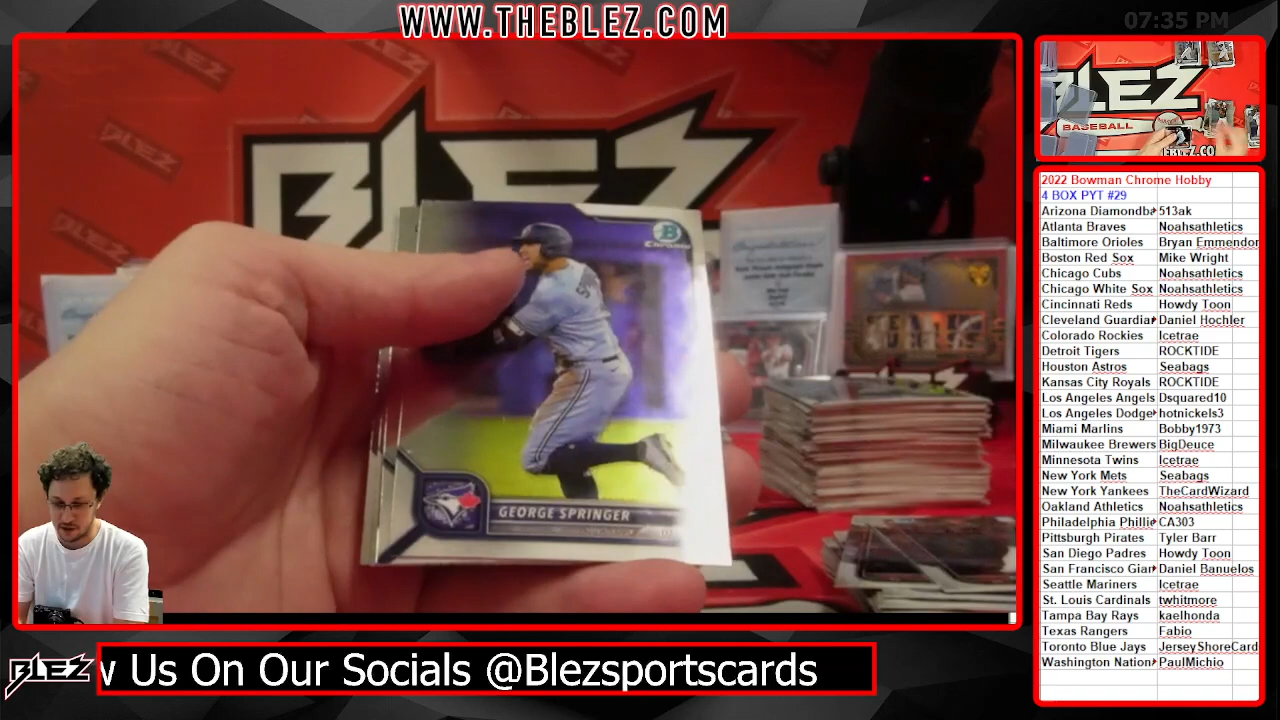 WWW.THEBLEZ.COM
07:35 PM
BLEZ
BLEZ
BLEZ
BLEZ
B
Chrome
GEORGE SPRINGER
BLEZ
BASEBALL
2022 Bowman Chrome Hobby
4 BOX PYT #29
Arizona Diamondba 513ak
Atlanta Braves Noahsathletics
Baltimore Orioles Bryan Emmendor
Boston Red Sox Mike Wright
Chicago Cubs Noahsathletics
Chicago White Sox Noahsathletics
Cincinnati Reds Howdy Toon
Cleveland Guardia Daniel Hochler
Colorado Rockies Icetrae
Detroit Tigers ROCKTIDE
Houston Astros Seabags
Kansas City Royals ROCKTIDE
Los Angeles Angels Dsquared10
Los Angeles Dodge hotnickels3
Miami Marlins Bobby1973
Milwaukee Brewers BigDeuce
Minnesota Twins Icetrae
New York Mets Seabags
New York Yankees TheCardWizard
Oakland Athletics Noahsathletics
Philadelphia Phillie CA303
Pittsburgh Pirates Tyler Barr
San Diego Padres Howdy Toon
San Francisco Gian Daniel Banuelos
Seattle Mariners Icetrae
St. Louis Cardinals twhitmore
Tampa Bay Rays kaelhonda
Texas Rangers Fabio
Toronto Blue Jays JerseyShoreCard
Washington Nation PaulMichio
BLEZ
w Us On Our Socials @Blezsportscards